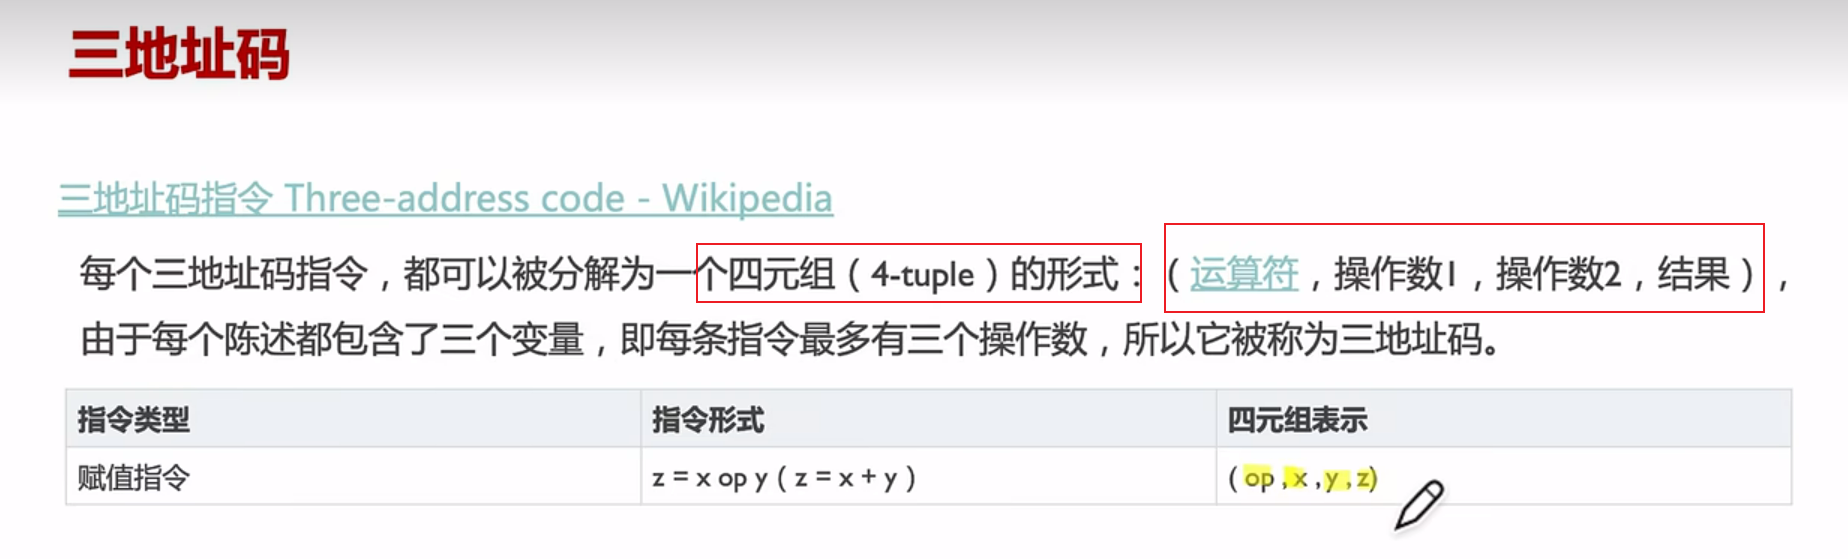 三地址码
三地址码指令 Three-address code - Wikipedia
每个三地址码指令，都可以被分解为一个四元组（4-tuple）的形式：（运算符，操作数1，操作数2，结果），
由于每个陈述都包含了三个变量，即每条指令最多有三个操作数，所以它被称为三地址码。
指令类型 指令形式 四元组表示
赋值指令 z = x op y ( z = x + y ) ( op , x , y , z)